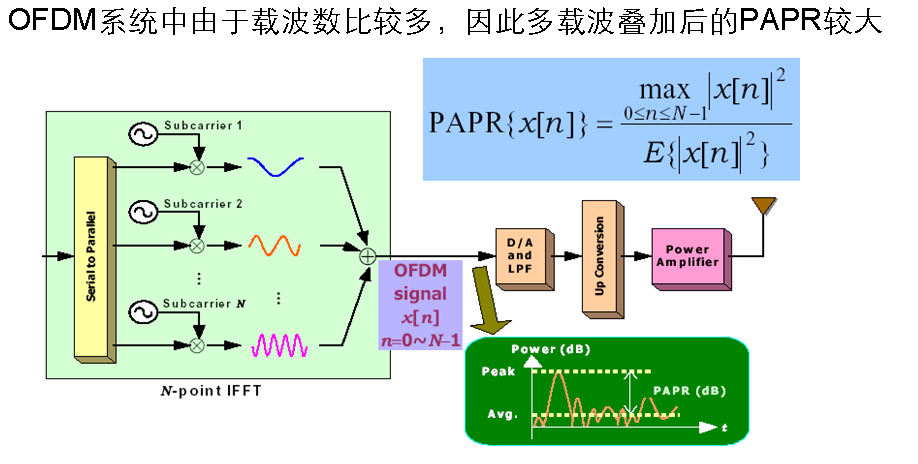 OFDM系统中由于载波数比较多，因此多载波叠加后的PAPR较大
PAPR{x[n]} = max 0≤n≤N−1 |x[n]|² / E{|x[n]|²}
Serial to Parallel
Subcarrier 1
Subcarrier 2
...
...
Subcarrier N
N-point IFFT
OFDM
signal
x[n]
n=0~N–1
D/A
and
LPF
Up Conversion
Power
Amplifier
Power (dB)
Peak
PAPR (dB)
Avg.
t